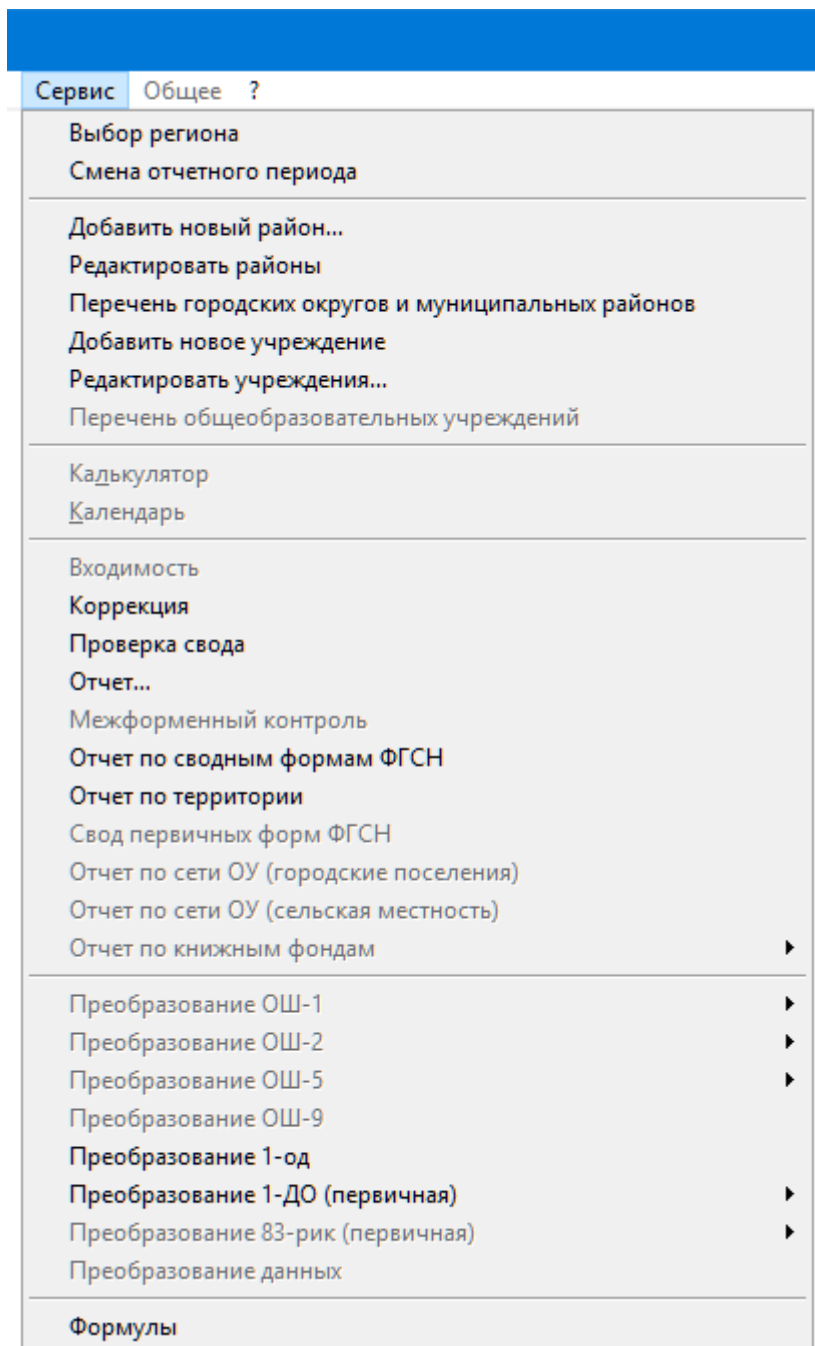 Сервис Общее ?
Выбор региона
Смена отчетного периода
Добавить новый район...
Редактировать районы
Перечень городских округов и муниципальных районов
Добавить новое учреждение
Редактировать учреждения...
Перечень общеобразовательных учреждений
Калькулятор
Календарь
Входимость
Коррекция
Проверка свода
Отчет...
Межформенный контроль
Отчет по сводным формам ФГСН
Отчет по территории
Свод первичных форм ФГСН
Отчет по сети ОУ (городские поселения)
Отчет по сети ОУ (сельская местность)
Отчет по книжным фондам
Преобразование ОШ-1
Преобразование ОШ-2
Преобразование ОШ-5
Преобразование ОШ-9
Преобразование 1-од
Преобразование 1-ДО (первичная)
Преобразование 83-рик (первичная)
Преобразование данных
Формулы